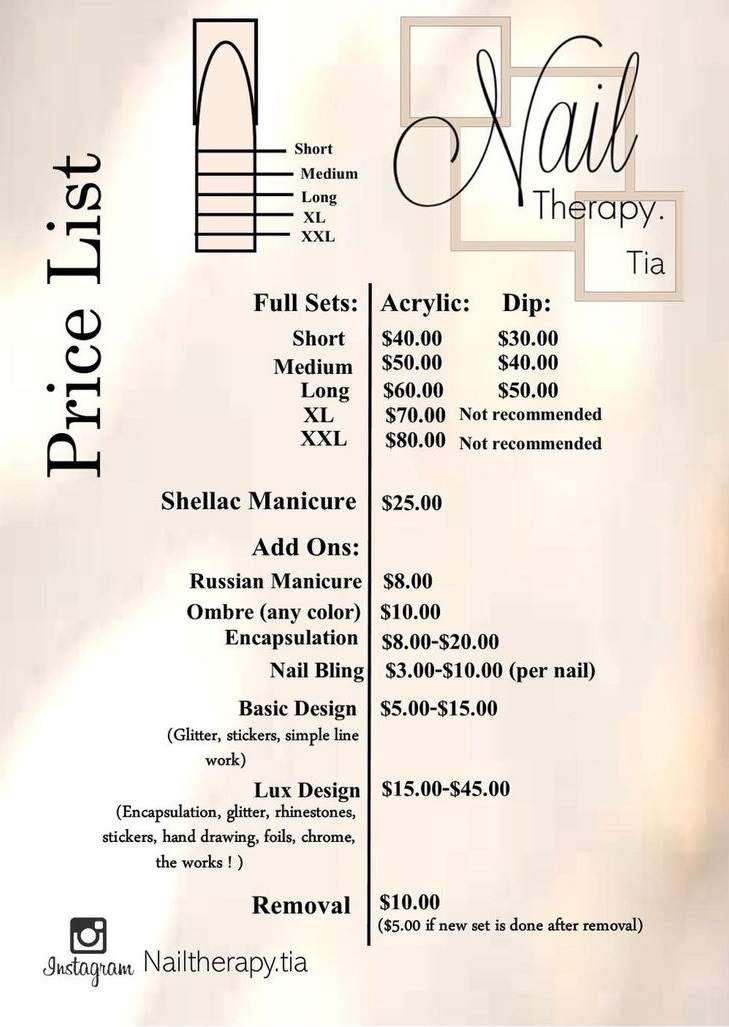 Price List
Short
Medium
Long
XL
XXL
Nail
Therapy.
Tia
Full Sets: Acrylic: Dip:
Short $40.00 $30.00
Medium $50.00 $40.00
Long $60.00 $50.00
XL $70.00 Not recommended
XXL $80.00 Not recommended
Shellac Manicure $25.00
Add Ons:
Russian Manicure $8.00
Ombre (any color) $10.00
Encapsulation $8.00-$20.00
Nail Bling $3.00-$10.00 (per nail)
Basic Design $5.00-$15.00
(Glitter, stickers, simple line
work)
Lux Design $15.00-$45.00
(Encapsulation, glitter, rhinestones,
stickers, hand drawing, foils, chrome,
the works ! )
Removal $10.00
($5.00 if new set is done after removal)
Instagram Nailtherapy.tia